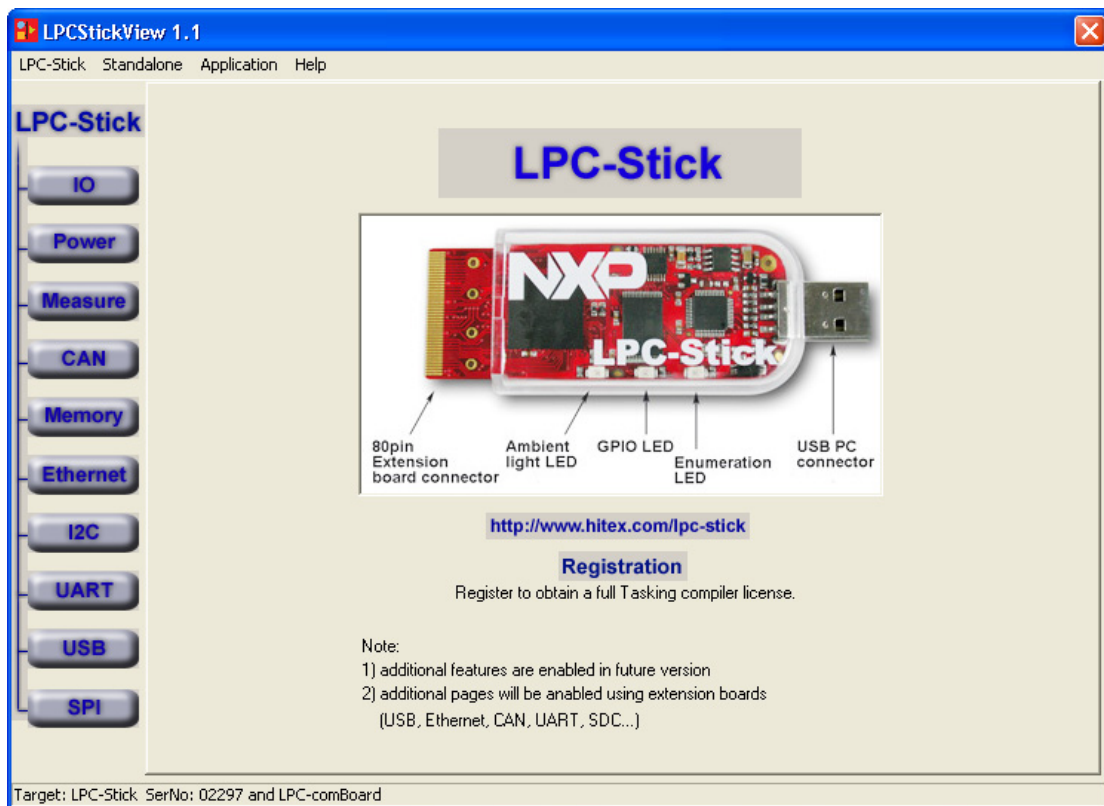 LPCStickView 1.1
LPC-Stick Standalone Application Help
LPC-Stick
IO
Power
Measure
CAN
Memory
Ethernet
I2C
UART
USB
SPI
LPC-Stick
NXP
LPC-Stick
80pin
Extension
board connector
Ambient
light LED
GPIO LED
Enumeration
LED
USB PC
connector
http://www.hitex.com/lpc-stick
Registration
Register to obtain a full Tasking compiler license.
Note:
1) additional features are enabled in future version
2) additional pages will be anabled using extension boards
(USB, Ethernet, CAN, UART, SDC...)
Target: LPC-Stick SerNo: 02297 and LPC-comBoard